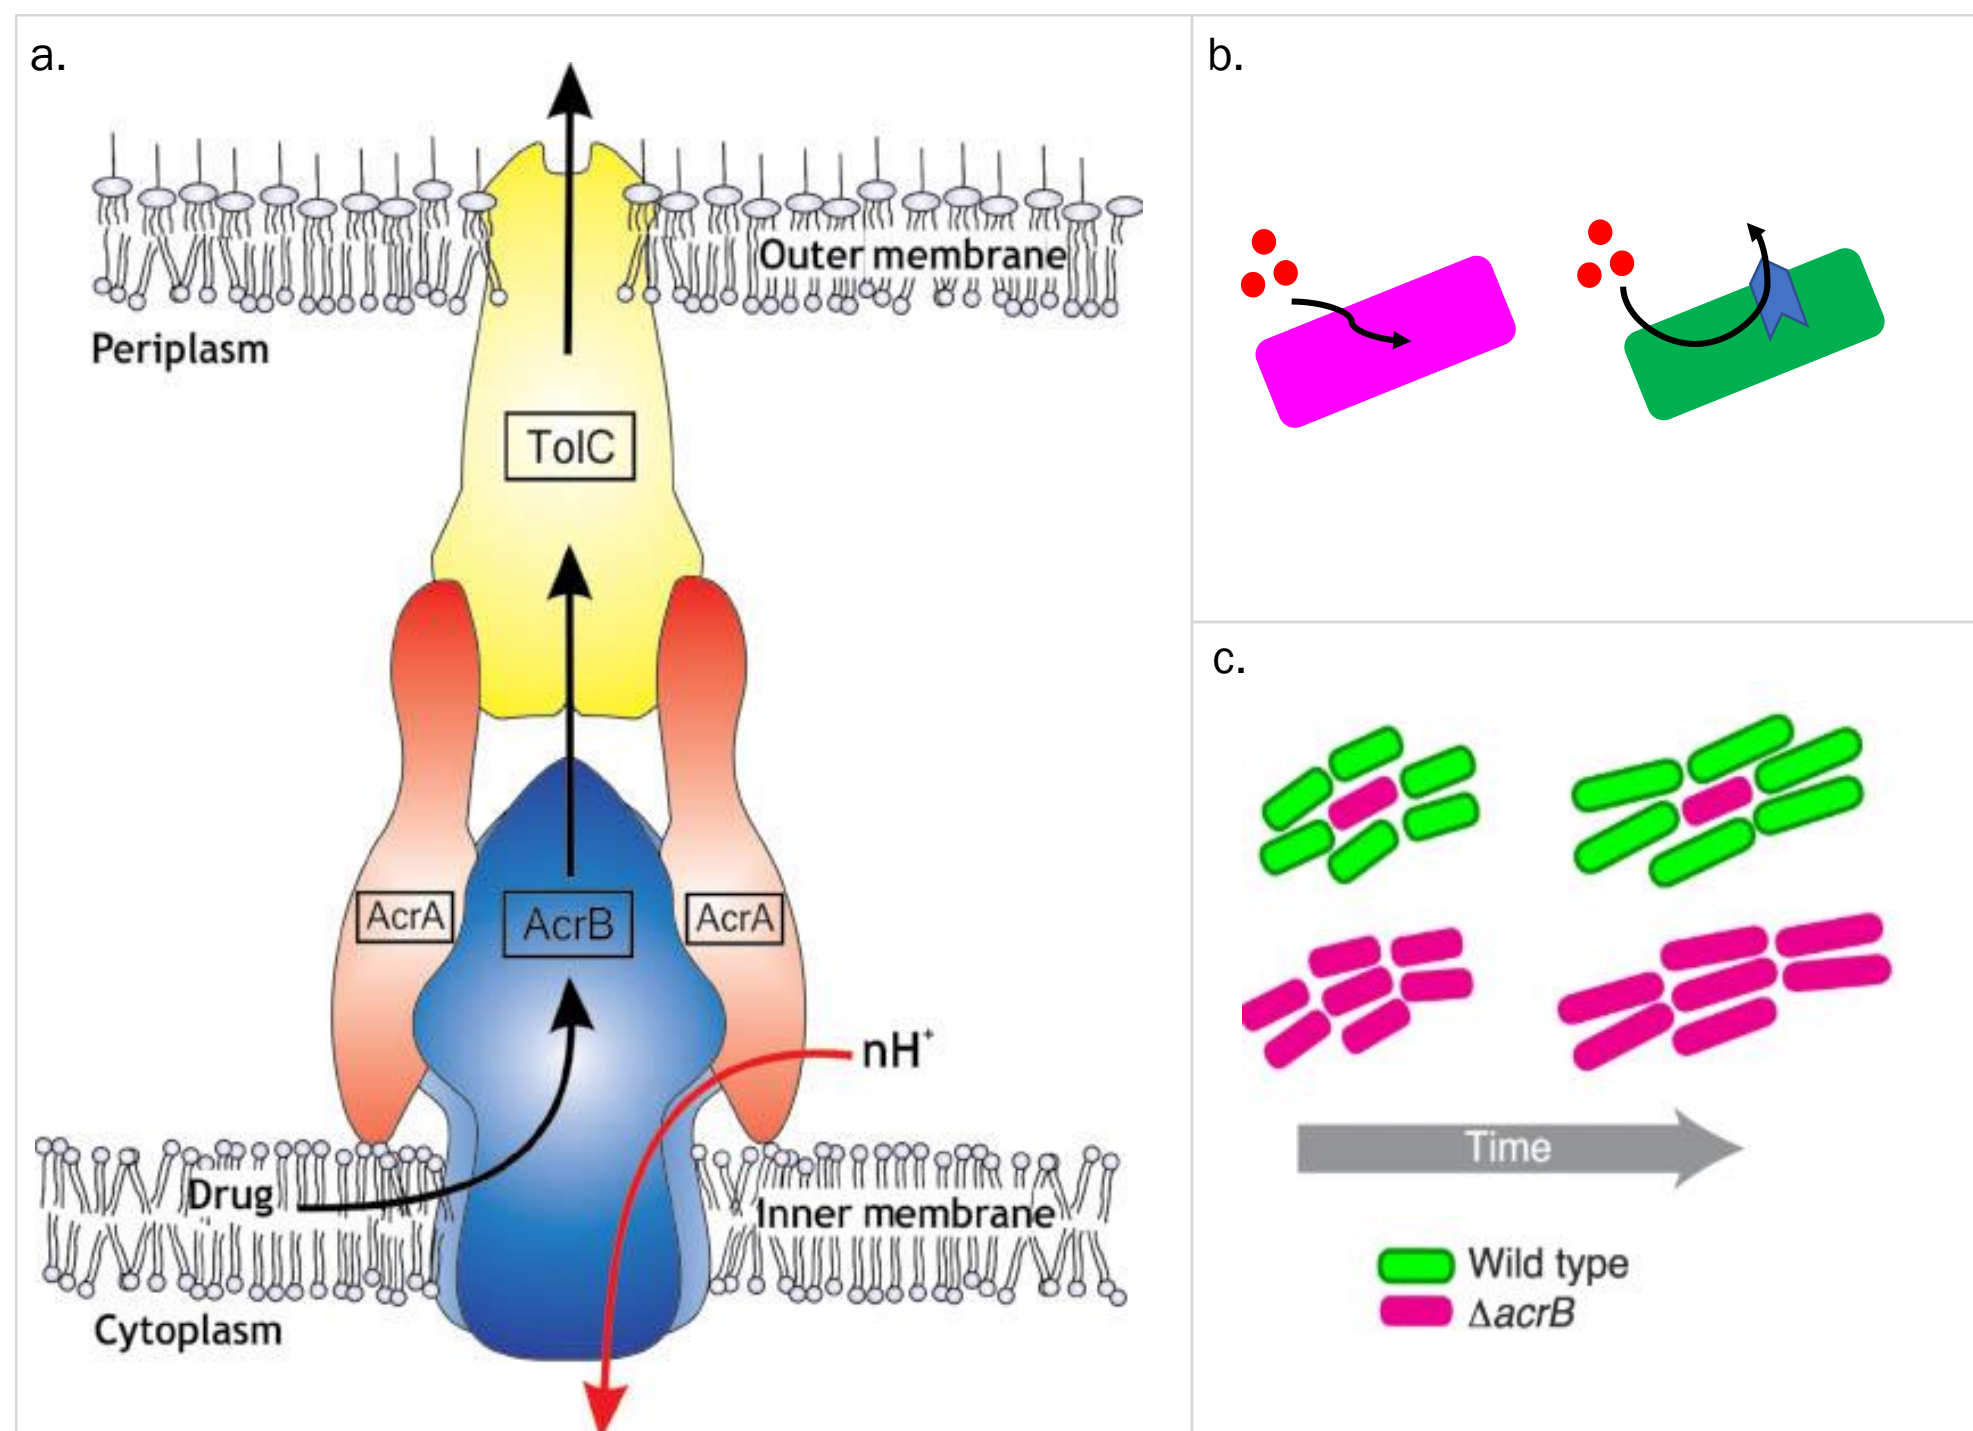 a.
Outer membrane
Periplasm
TolC
AcrA
AcrB
AcrA
nH⁺
Drug
Inner membrane
Cytoplasm
b.
c.
Time
Wild type
ΔacrB